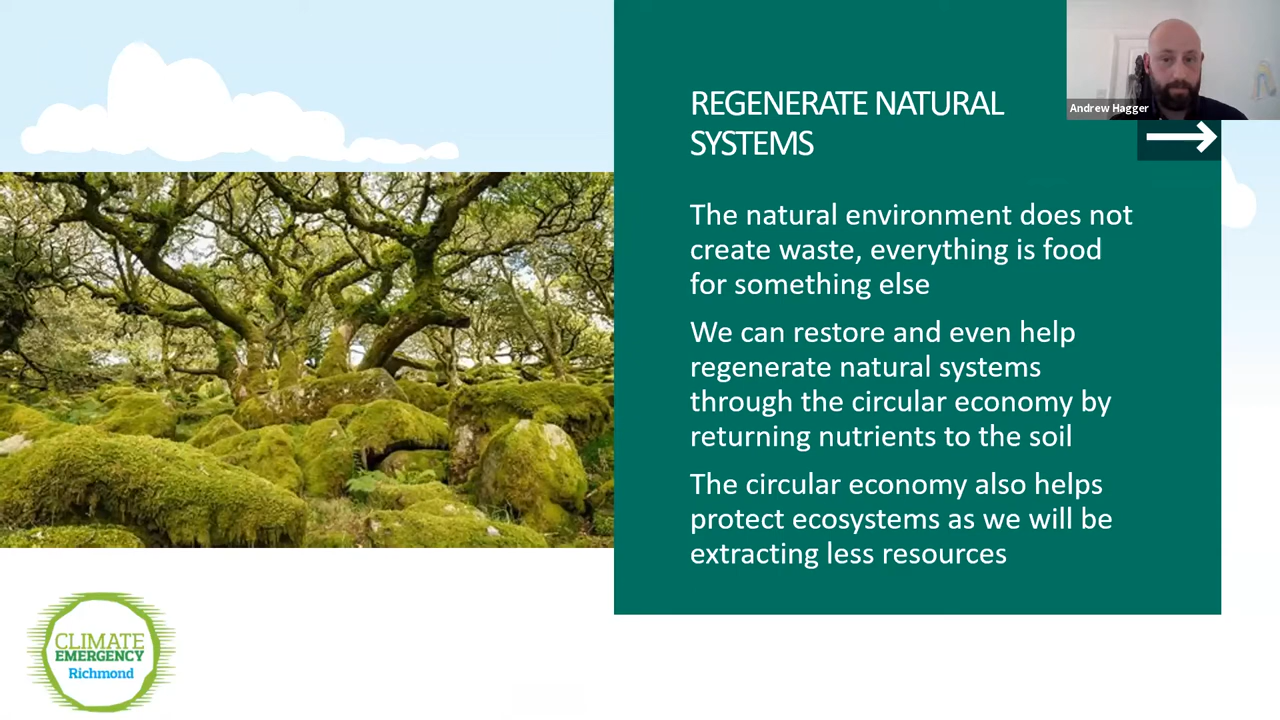 REGENERATE NATURAL
SYSTEMS
Andrew Hagger
The natural environment does not
create waste, everything is food
for something else
We can restore and even help
regenerate natural systems
through the circular economy by
returning nutrients to the soil
The circular economy also helps
protect ecosystems as we will be
extracting less resources
CLIMATE
EMERGENCY
Richmond